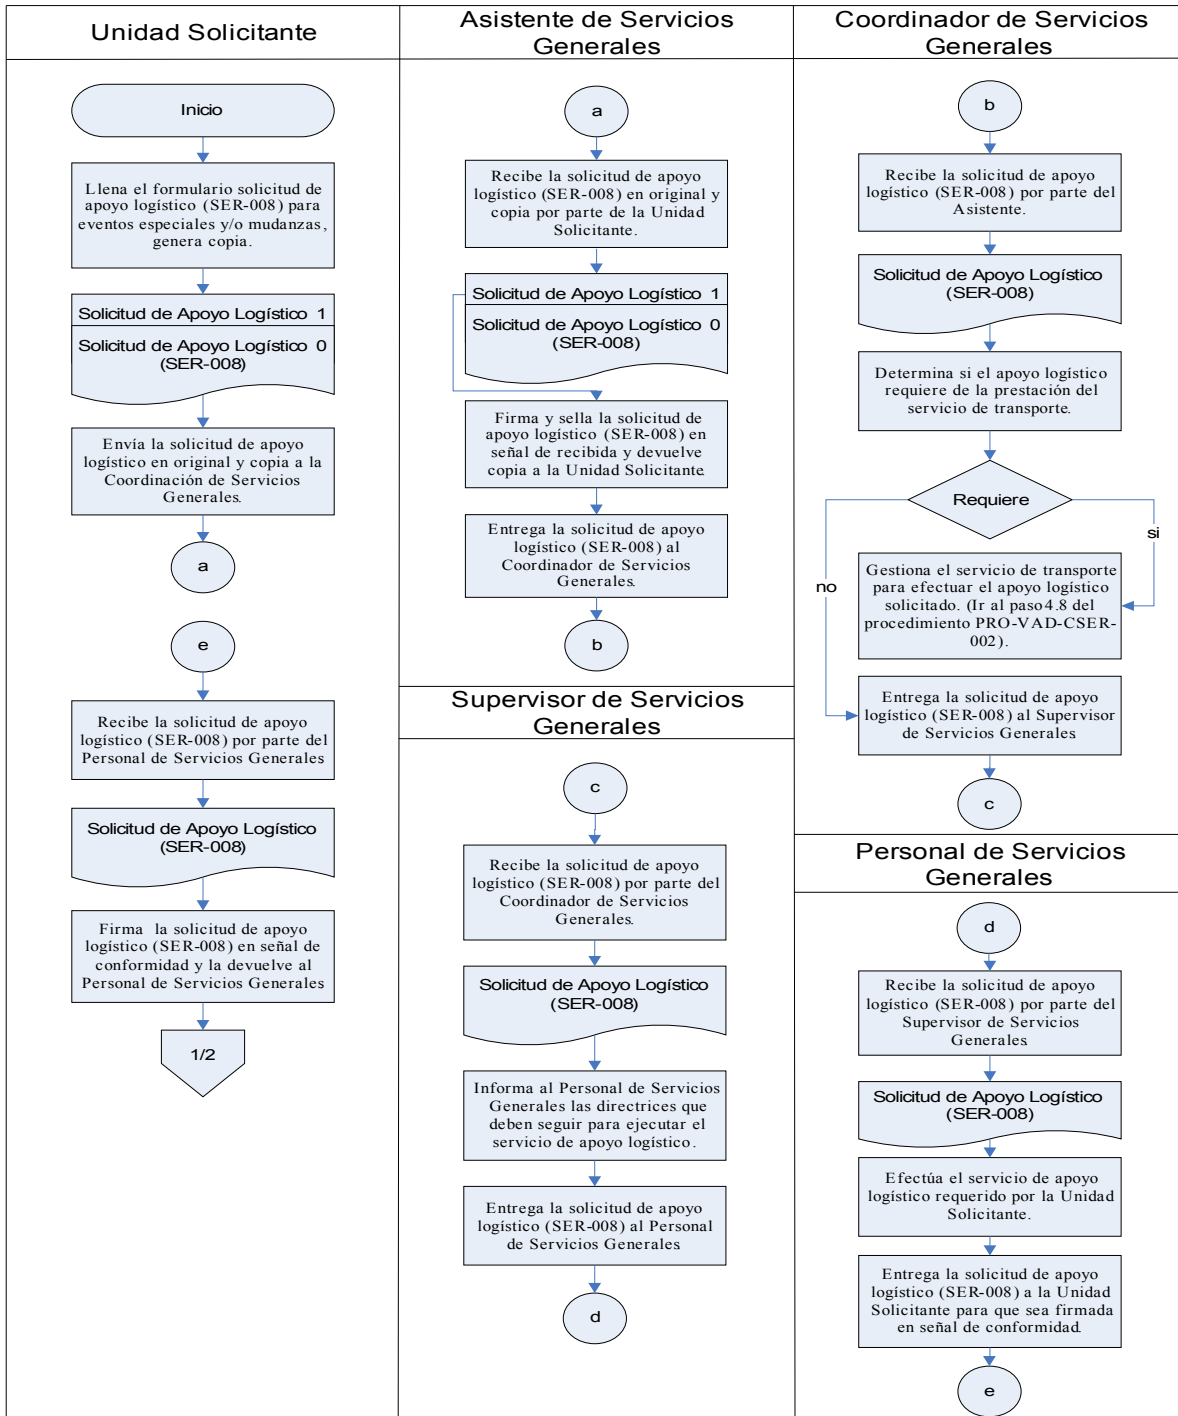 Unidad Solicitante
Inicio
Llena el formulario solicitud de
apoyo logístico (SER-008) para
eventos especiales y/o mudanzas,
genera copia.
Solicitud de Apoyo Logístico 1
Solicitud de Apoyo Logístico 0
(SER-008)
Envía la solicitud de apoyo
logístico en original y copia a la
Coordinación de Servicios
Generales.
a
e
Recibe la solicitud de apoyo
logístico (SER-008) por parte del
Personal de Servicios Generales
Solicitud de Apoyo Logístico
(SER-008)
Firma la solicitud de apoyo
logístico (SER-008) en señal de
conformidad y la devuelve al
Personal de Servicios Generales
1/2
Asistente de Servicios
Generales
a
Recibe la solicitud de apoyo
logístico (SER-008) en original y
copia por parte de la Unidad
Solicitante.
Solicitud de Apoyo Logístico 1
Solicitud de Apoyo Logístico 0
(SER-008)
Firma y sella la solicitud de
apoyo logístico (SER-008) en
señal de recibida y devuelve
copia a la Unidad Solicitante.
Entrega la solicitud de apoyo
logístico (SER-008) al
Coordinador de Servicios
Generales.
b
Supervisor de Servicios
Generales
c
Recibe la solicitud de apoyo
logístico (SER-008) por parte del
Coordinador de Servicios
Generales.
Solicitud de Apoyo Logístico
(SER-008)
Informa al Personal de Servicios
Generales las directrices que
deben seguir para ejecutar el
servicio de apoyo logístico.
Entrega la solicitud de apoyo
logístico (SER-008) al Personal
de Servicios Generales.
d
Coordinador de Servicios
Generales
b
Recibe la solicitud de apoyo
logístico (SER-008) por parte del
Asistente.
Solicitud de Apoyo Logístico
(SER-008)
Determina si el apoyo logístico
requiere de la prestación del
servicio de transporte.
Requiere
si
no
Gestiona el servicio de transporte
para efectuar el apoyo logístico
solicitado. (Ir al paso 4.8 del
procedimiento PRO-VAD-CSER-
002).
Entrega la solicitud de apoyo
logístico (SER-008) al Supervisor
de Servicios Generales.
c
Personal de Servicios
Generales
d
Recibe la solicitud de apoyo
logístico (SER-008) por parte del
Supervisor de Servicios
Generales.
Solicitud de Apoyo Logístico
(SER-008)
Efectúa el servicio de apoyo
logístico requerido por la Unidad
Solicitante.
Entrega la solicitud de apoyo
logístico (SER-008) a la Unidad
Solicitante para que sea firmada
en señal de conformidad.
e